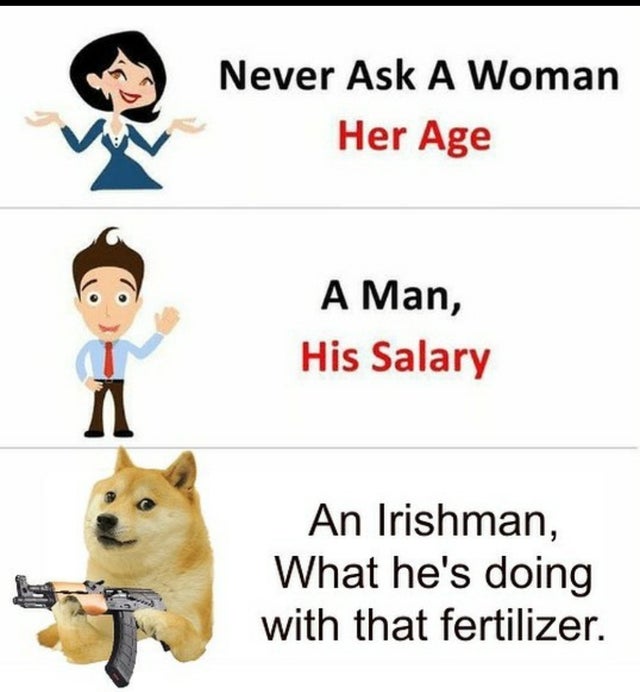 Never Ask A Woman
Her Age
A Man,
His Salary
An Irishman,
What he's doing
with that fertilizer.